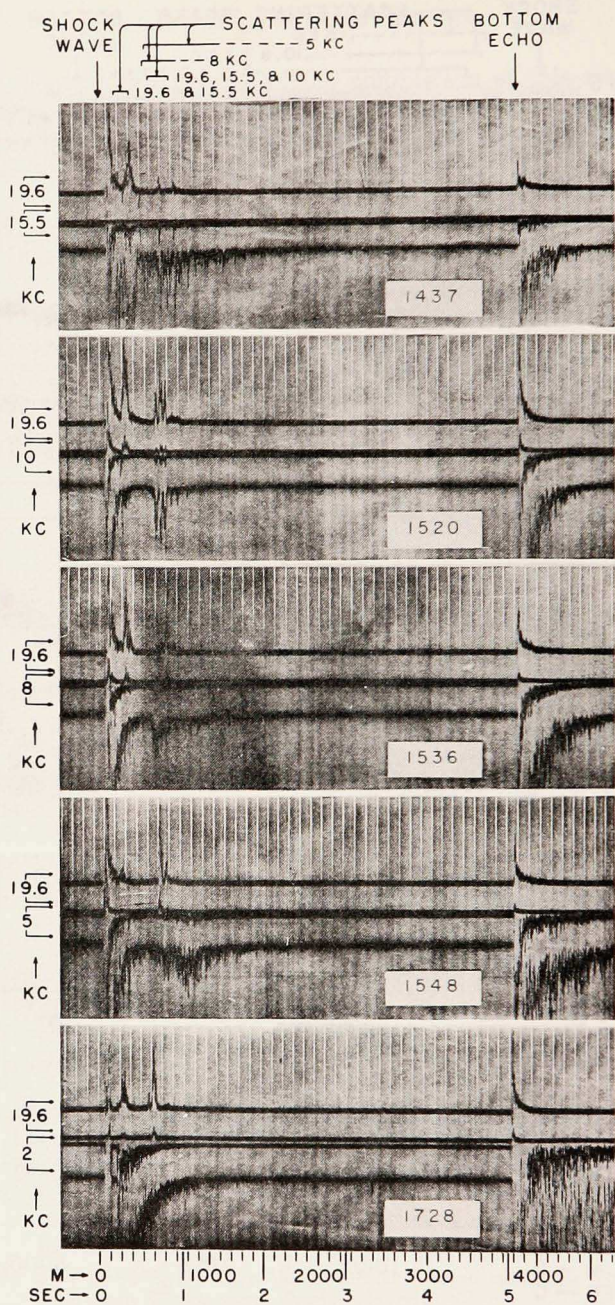 SHOCK WAVE
SCATTERING PEAKS
BOTTOM ECHO
5 KC
8 KC
19.6, 15.5, & 10 KC
19.6 & 15.5 KC
19.6
15.5
KC
1437
19.6
10
KC
1520
19.6
8
KC
1536
19.6
5
KC
1548
19.6
2
KC
1728
M→ 0 1000 2000 3000 4000
SEC→ 0 1 2 3 4 5 6